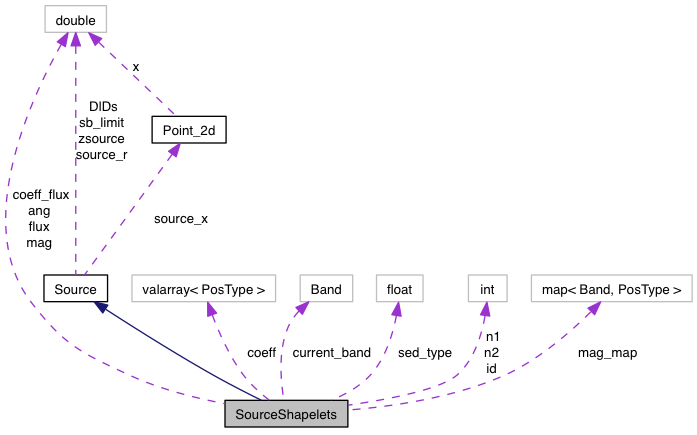 double
x
DIDs
sb_limit
zsource
source_r
Point_2d
coeff_flux
ang
flux
mag
source_x
Source
valarray< PosType >
Band
float
int
map< Band, PosType >
coeff
current_band
sed_type
n1
n2
id
mag_map
SourceShapelets